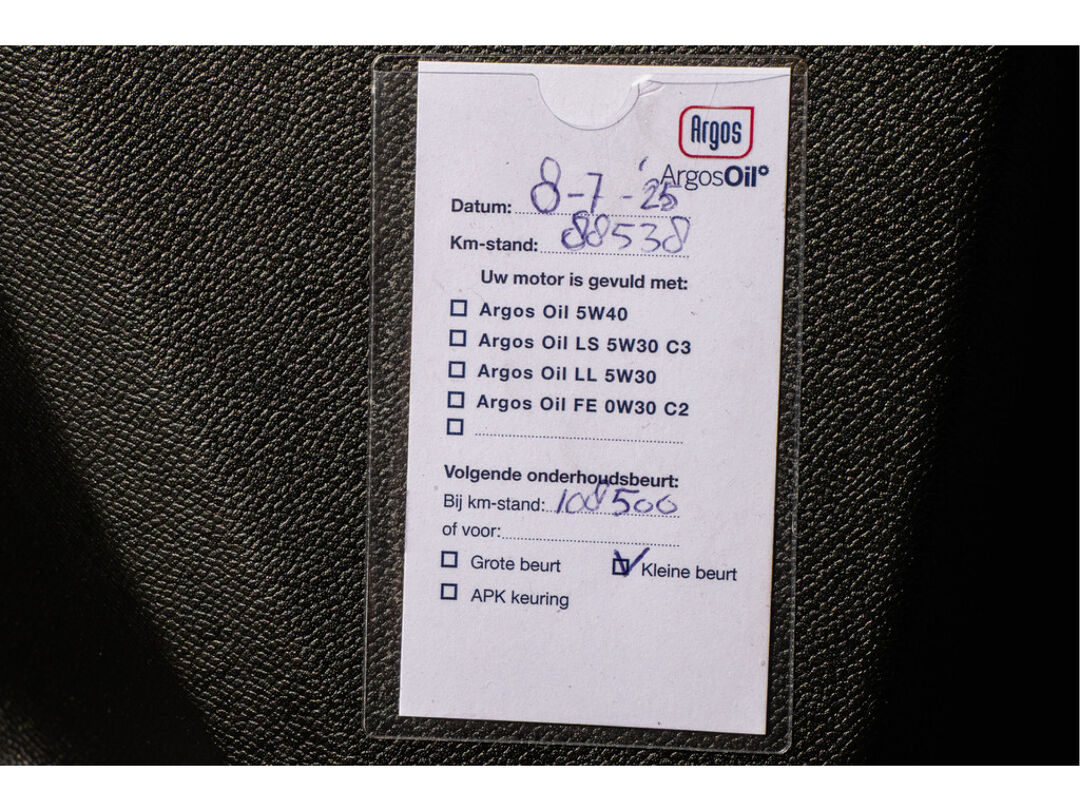 Argos
ArgosOil
Datum: 8-7-'25
Km-stand: 88538
Uw motor is gevuld met:
Argos Oil 5W40
Argos Oil LS 5W30 C3
Argos Oil LL 5W30
Argos Oil FE 0W30 C2
Volgende onderhoudsbeurt:
Bij km-stand: 108500
of voor:
Grote beurt Kleine beurt
APK keuring